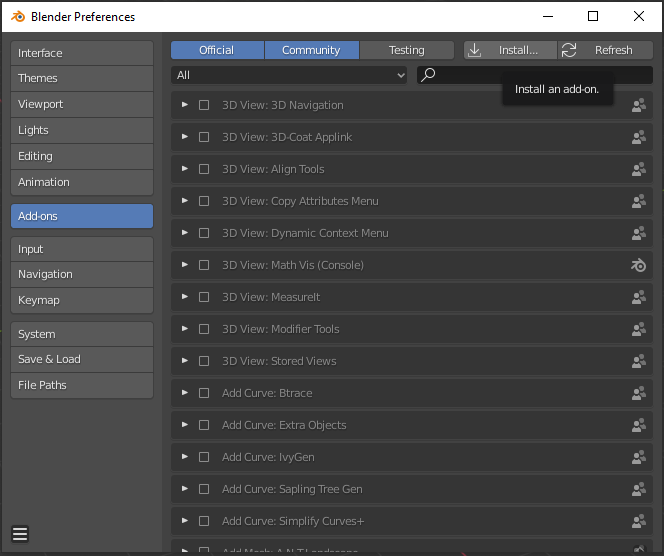 Blender Preferences
Interface
Themes
Viewport
Lights
Editing
Animation
Add-ons
Input
Navigation
Keymap
System
Save & Load
File Paths
Official Community Testing Install... Refresh
All
Install an add-on.
3D View: 3D Navigation
3D View: 3D-Coat Applink
3D View: Align Tools
3D View: Copy Attributes Menu
3D View: Dynamic Context Menu
3D View: Math Vis (Console)
3D View: MeasureIt
3D View: Modifier Tools
3D View: Stored Views
Add Curve: Btrace
Add Curve: Extra Objects
Add Curve: IvyGen
Add Curve: Sapling Tree Gen
Add Curve: Simplify Curves+
Add Mesh: A.N.T.Landscape